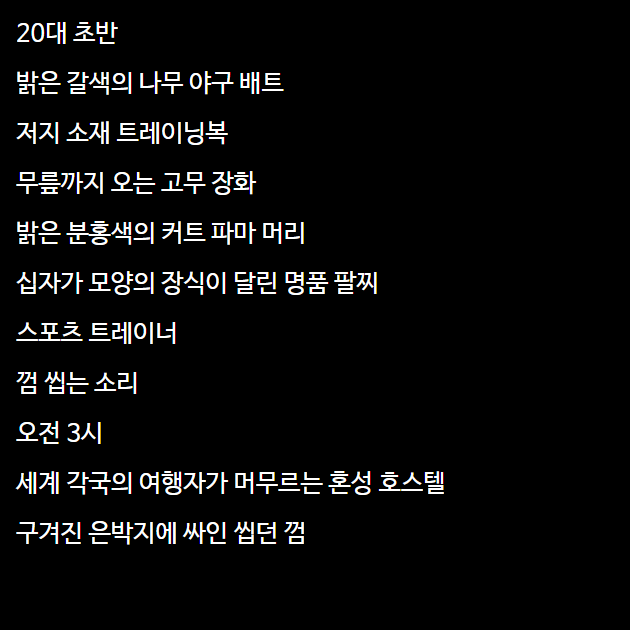 20대 초반
밝은 갈색의 나무 야구 배트
저지 소재 트레이닝복
무릎까지 오는 고무 장화
밝은 분홍색의 커트 파마 머리
십자가 모양의 장식이 달린 명품 팔찌
스포츠 트레이너
껌 씹는 소리
오전 3시
세계 각국의 여행자가 머무르는 혼성 호스텔
구겨진 은박지에 싸인 씹던 껌